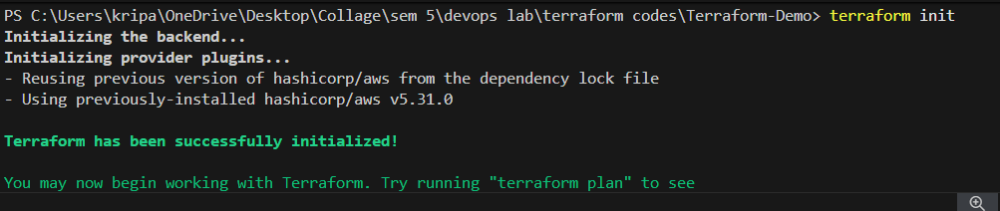 PS C:\Users\kripa\OneDrive\Desktop\Collage\sem 5\devops lab\terraform codes\Terraform-Demo> terraform init
Initializing the backend...
Initializing provider plugins...
- Reusing previous version of hashicorp/aws from the dependency lock file
- Using previously-installed hashicorp/aws v5.31.0
Terraform has been successfully initialized!
You may now begin working with Terraform. Try running "terraform plan" to see